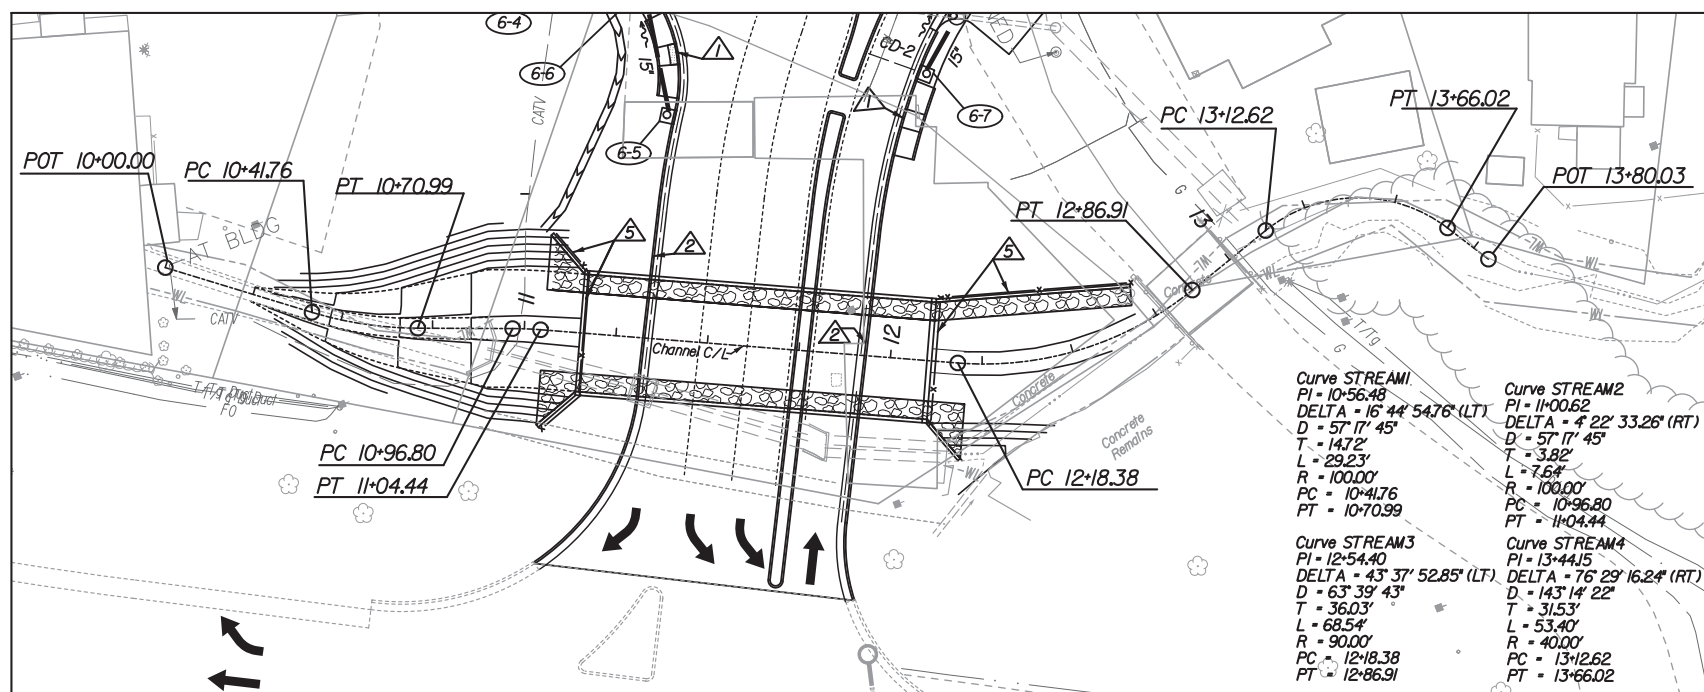 6-4
6-6
15"
1
CD-2
15"
1
6-7
6-5
CATV
PC 13+12.62
PT 13+66.02
POT 10+00.00
PC 10+41.76
PT 10+70.99
PT 12+86.91
POT 13+80.03
AT BLDG
5
2
5
13
G
WL
WL
WL
CATV
11
TW
Channel C/L
2
12
Concrete
Concrete
Remains
T/Tg
G
FO
WL
PC 10+96.80
PT 11+04.44
PC 12+18.38
Curve STREAM1
PI = 10+56.48
DELTA = 16° 44' 54.76" (LT)
D = 57° 17' 45"
T = 14.72'
L = 29.23'
R = 100.00'
PC = 10+41.76
PT = 10+70.99
Curve STREAM2
PI = 11+00.62
DELTA = 4° 22' 33.26" (RT)
D = 57° 17' 45"
T = 3.82'
L = 7.64'
R = 100.00'
PC = 10+96.80
PT = 11+04.44
Curve STREAM3
PI = 12+54.40
DELTA = 43° 37' 52.85" (LT)
D = 63° 39' 43"
T = 36.03'
L = 68.54'
R = 90.00'
PC = 12+18.38
PT = 12+86.91
Curve STREAM4
PI = 13+44.15
DELTA = 76° 29' 16.24" (RT)
D = 143° 14' 22"
T = 31.53'
L = 53.40'
R = 40.00'
PC = 13+12.62
PT = 13+66.02